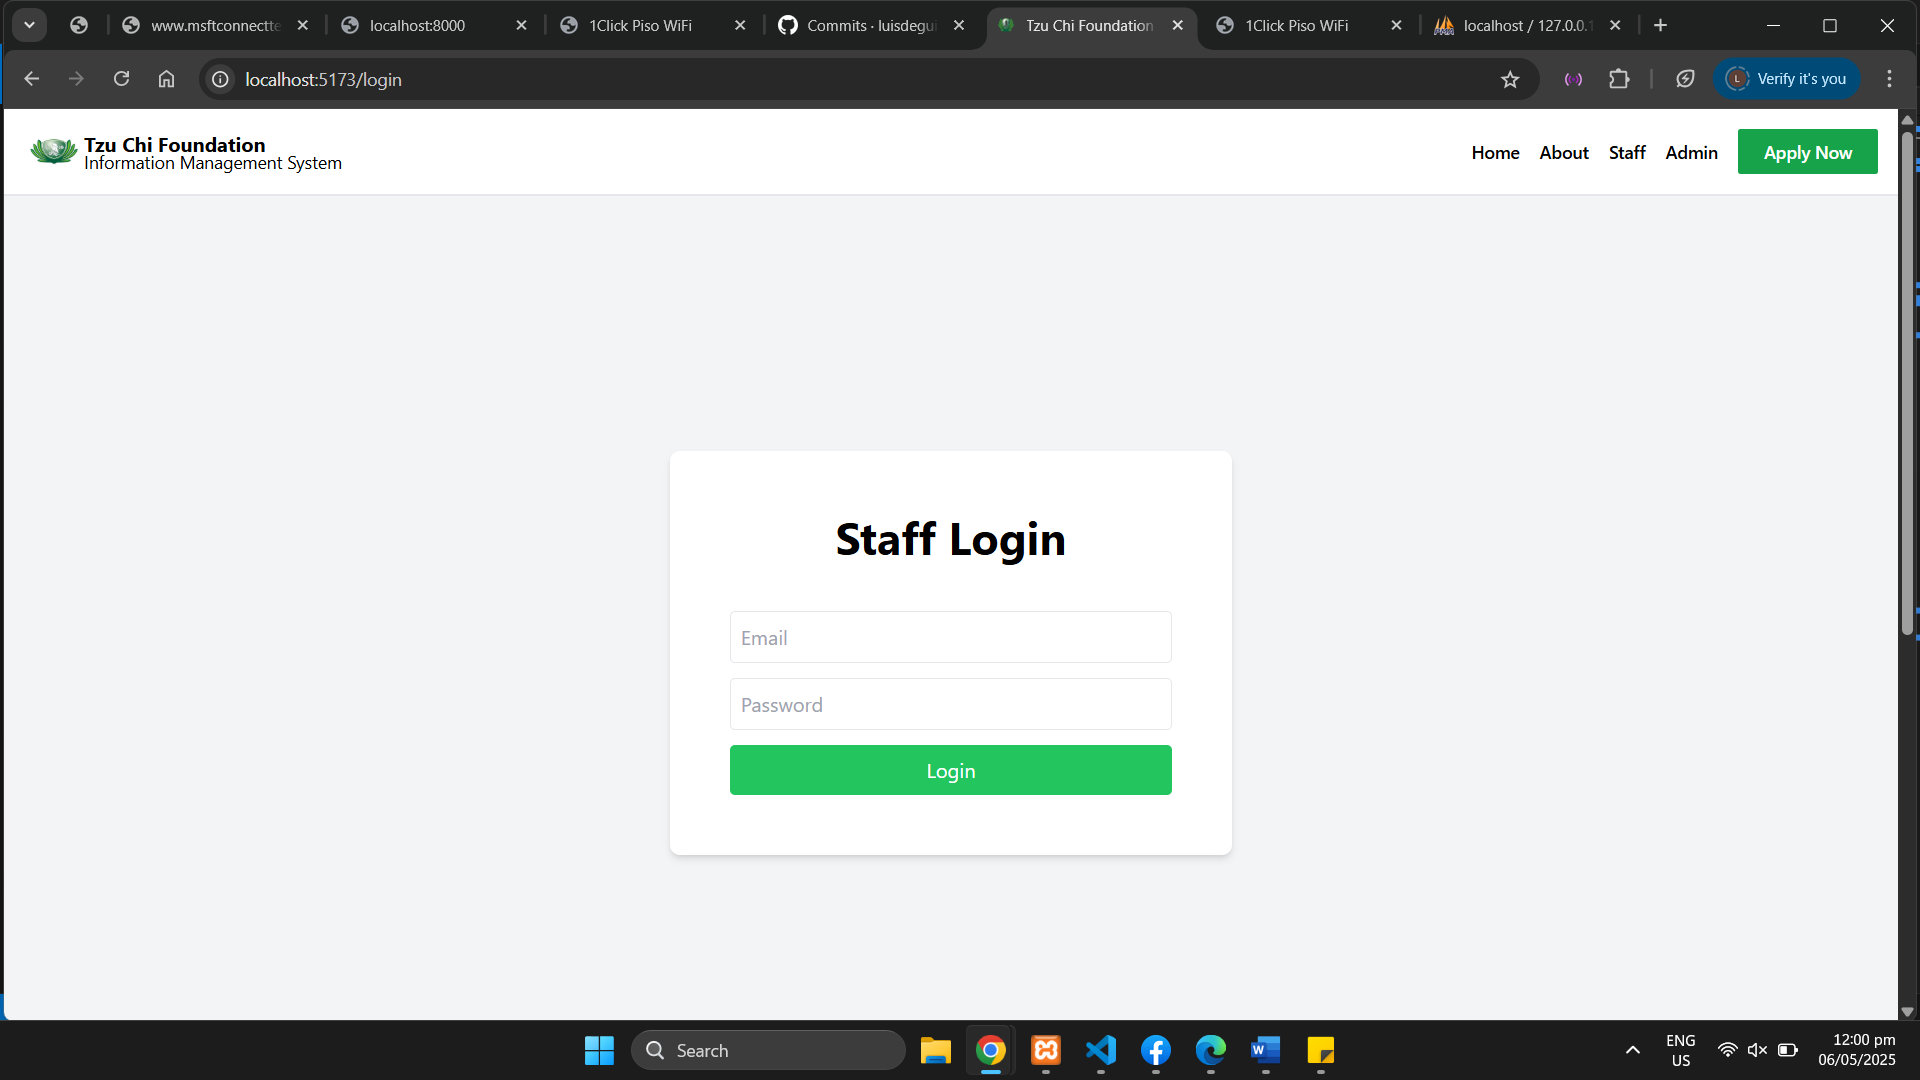 www.msftconnectte
localhost:8000
1Click Piso WiFi
Commits · luisdegui
Tzu Chi Foundation
1Click Piso WiFi
localhost / 127.0.0.1
localhost:5173/login
L
Verify it's you
Tzu Chi Foundation
Information Management System
Home
About
Staff
Admin
Apply Now
Staff Login
Email
Password
Login
Search
ENG
US
12:00 pm
06/05/2025